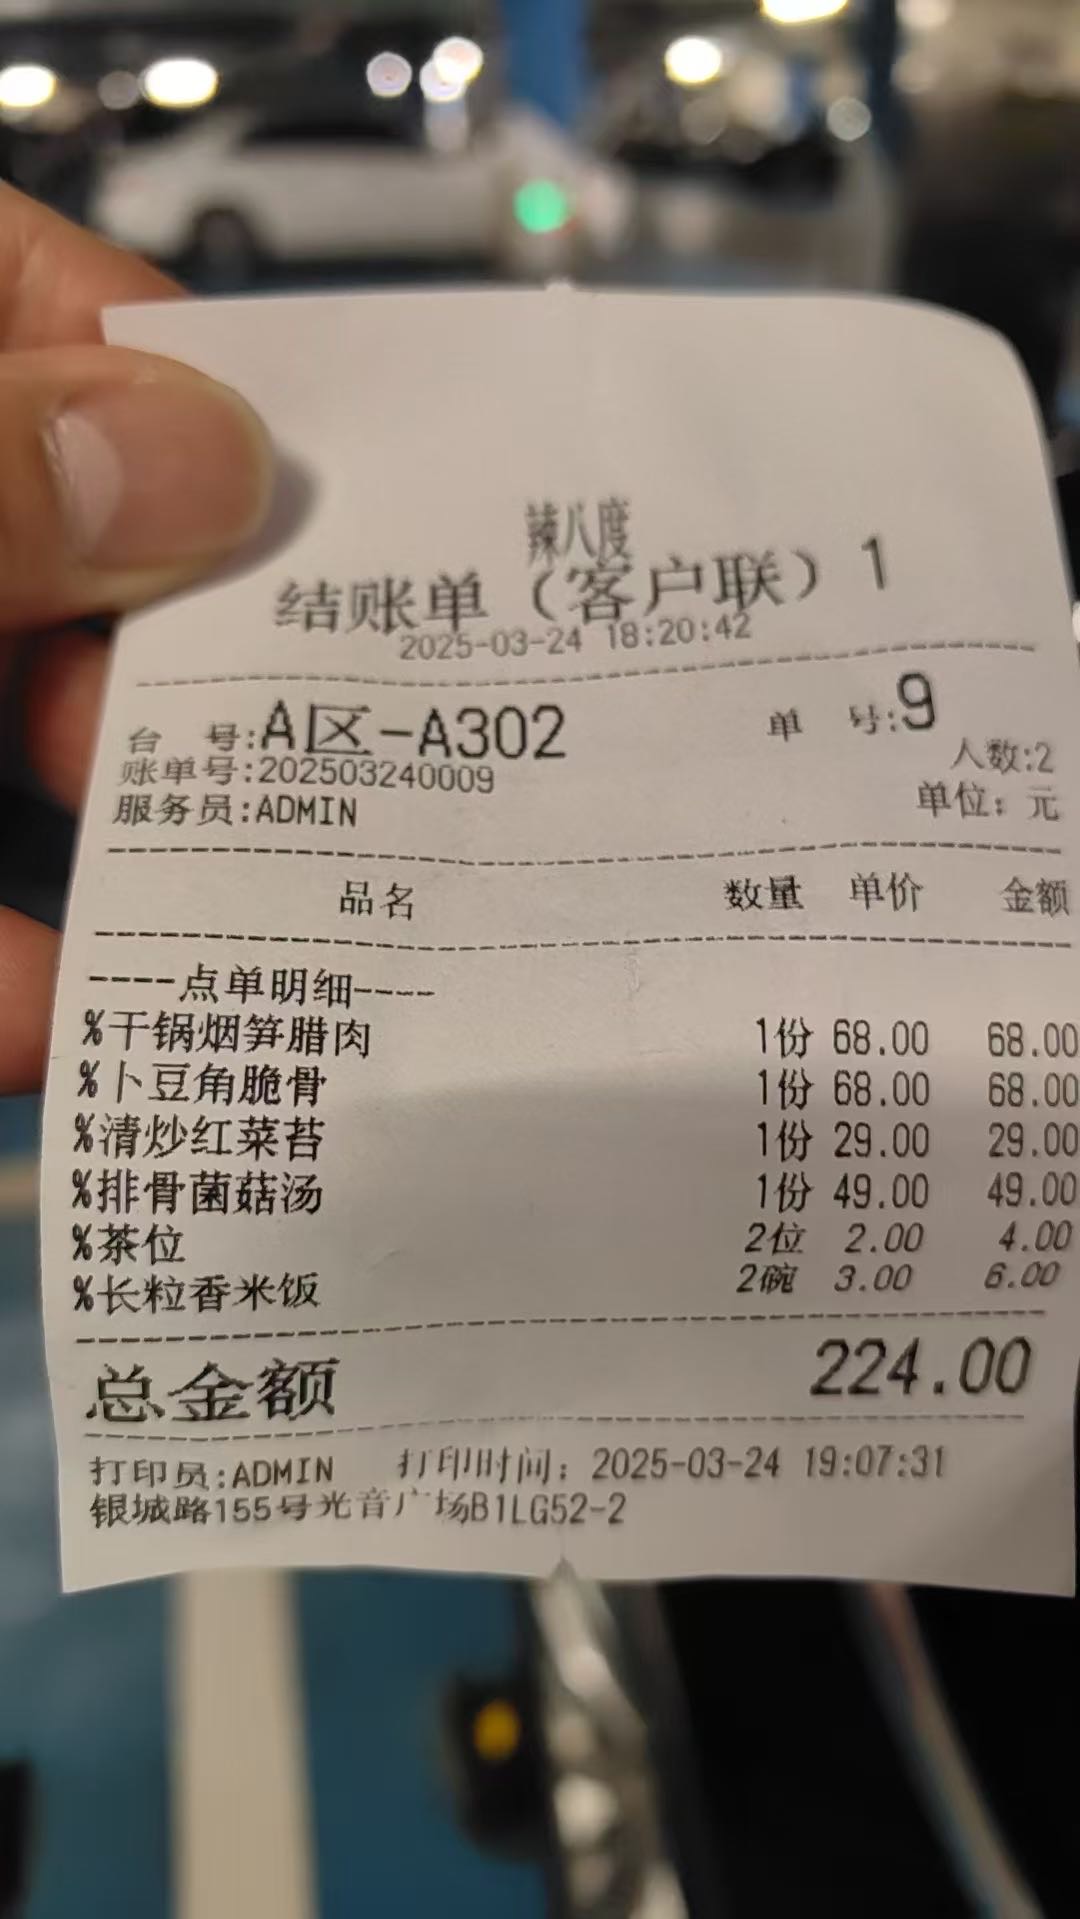 辣八度
结账单（客户联）1
2025-03-24 18:20:42
台 号:A区-A302 单 号:9
人数:2
账单号:202503240009
单位：元
服务员:ADMIN
品名 数量 单价 金额
----点单明细----
%干锅烟笋腊肉 1份 68.00 68.00
%卜豆角脆骨 1份 68.00 68.00
%清炒红菜苔 1份 29.00 29.00
%排骨菌菇汤 1份 49.00 49.00
%茶位 2位 2.00 4.00
%长粒香米饭 2碗 3.00 6.00
总金额 224.00
打印员:ADMIN 打印时间：2025-03-24 19:07:31
银城路155号光音广场B1LG52-2